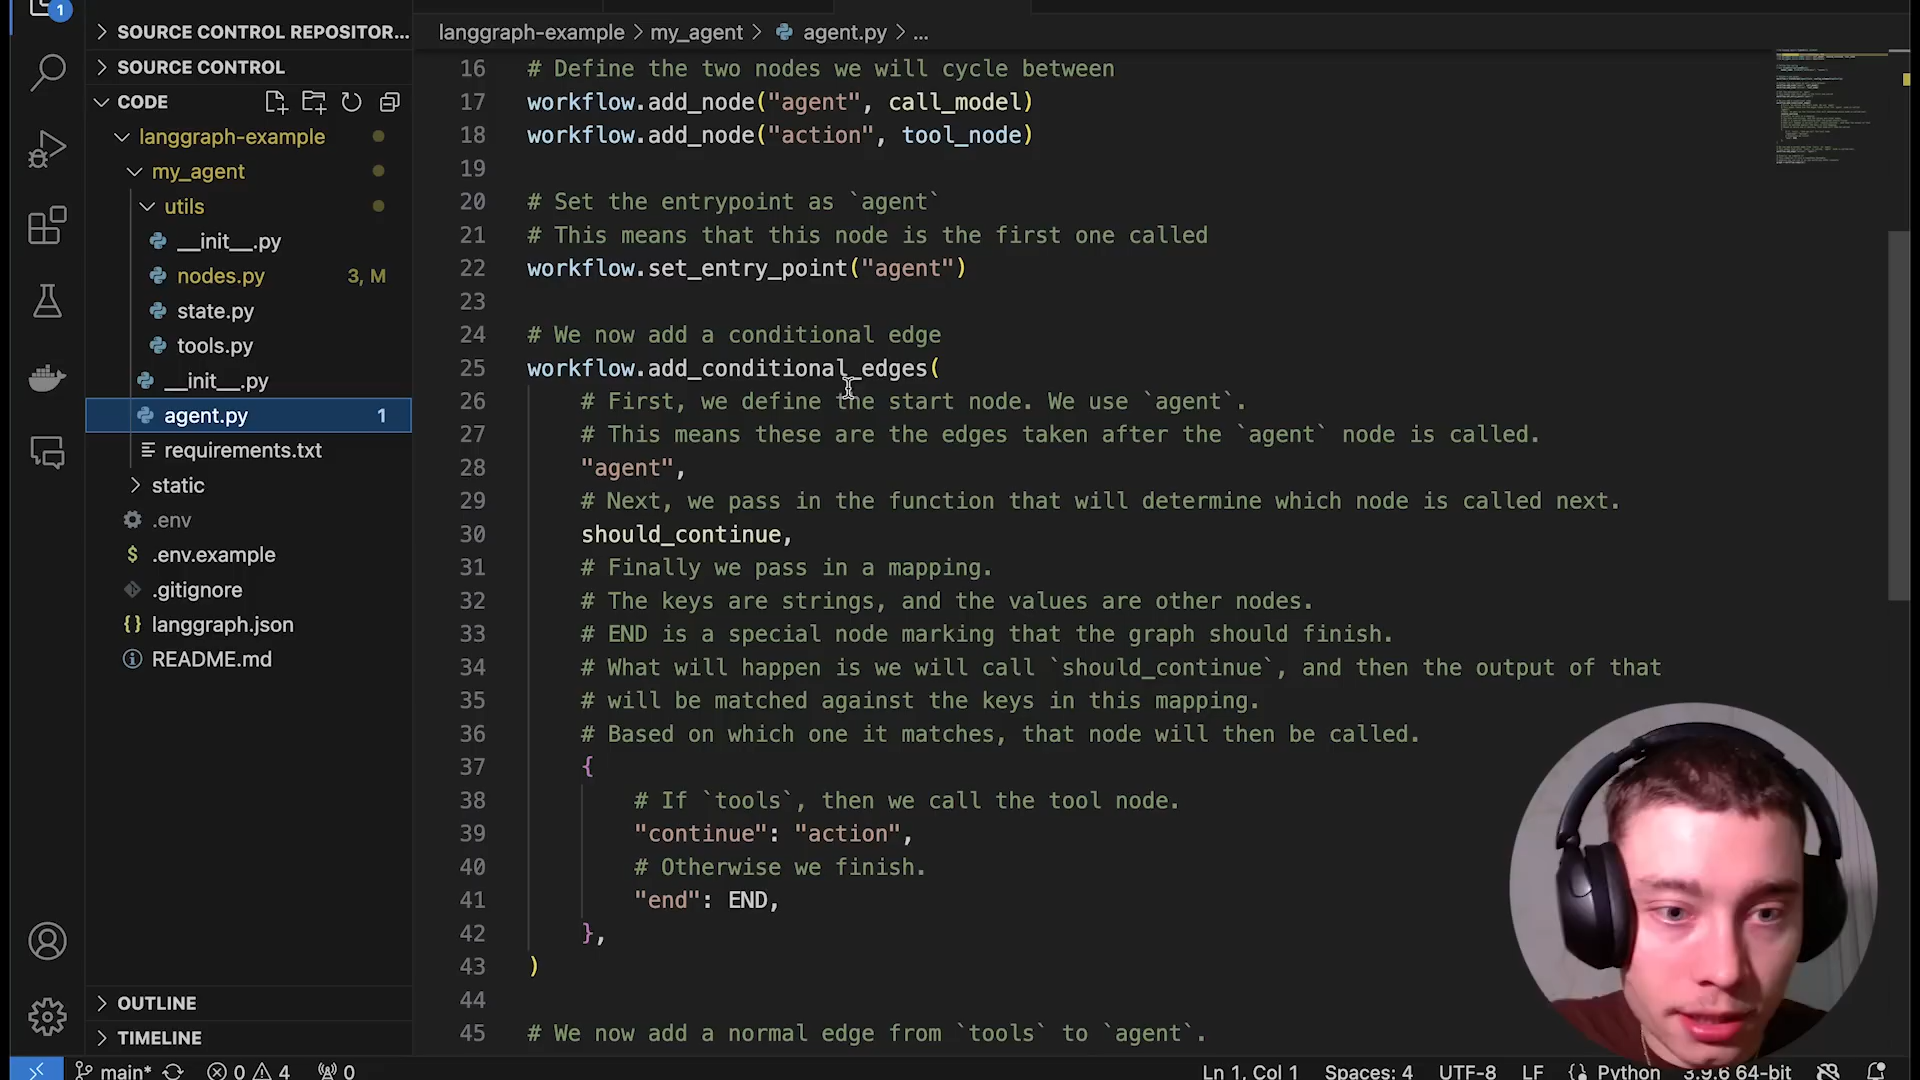 1
SOURCE CONTROL REPOSITOR...
SOURCE CONTROL
CODE
langgraph-example
my_agent
utils
__init__.py
nodes.py 3, M
state.py
tools.py
__init__.py
agent.py 1
requirements.txt
static
.env
$ .env.example
.gitignore
{} langgraph.json
README.md
OUTLINE
TIMELINE
langgraph-example > my_agent > agent.py > ...
16 # Define the two nodes we will cycle between
17 workflow.add_node("agent", call_model)
18 workflow.add_node("action", tool_node)
19
20 # Set the entrypoint as `agent`
21 # This means that this node is the first one called
22 workflow.set_entry_point("agent")
23
24 # We now add a conditional edge
25 workflow.add_conditional_edges(
26 # First, we define the start node. We use `agent`.
27 # This means these are the edges taken after the `agent` node is called.
28 "agent",
29 # Next, we pass in the function that will determine which node is called next.
30 should_continue,
31 # Finally we pass in a mapping.
32 # The keys are strings, and the values are other nodes.
33 # END is a special node marking that the graph should finish.
34 # What will happen is we will call `should_continue`, and then the output of that
35 # will be matched against the keys in this mapping.
36 # Based on which one it matches, that node will then be called.
37 {
38 # If `tools`, then we call the tool node.
39 "continue": "action",
40 # Otherwise we finish.
41 "end": END,
42 },
43 )
44
45 # We now add a normal edge from `tools` to `agent`.
main* 0 4 0 Ln 1, Col 1 Spaces: 4 UTF-8 LF {} Python 3.9.6 64-bit